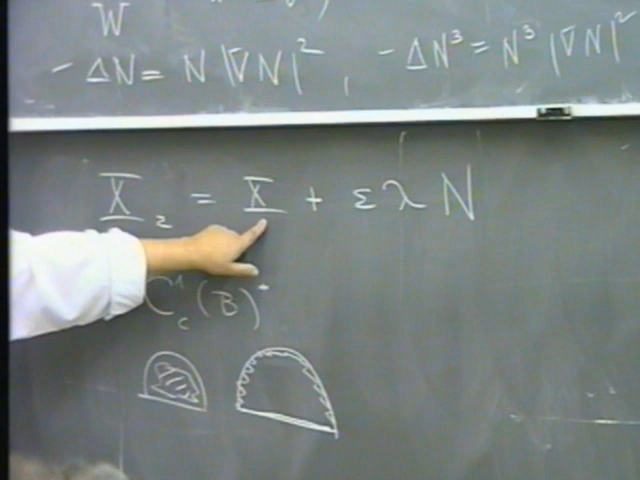 W
- ΔN = N |∇N|², - ΔN³ = N³ |∇N|²
X₂ = X + ελN
C¹c(B)